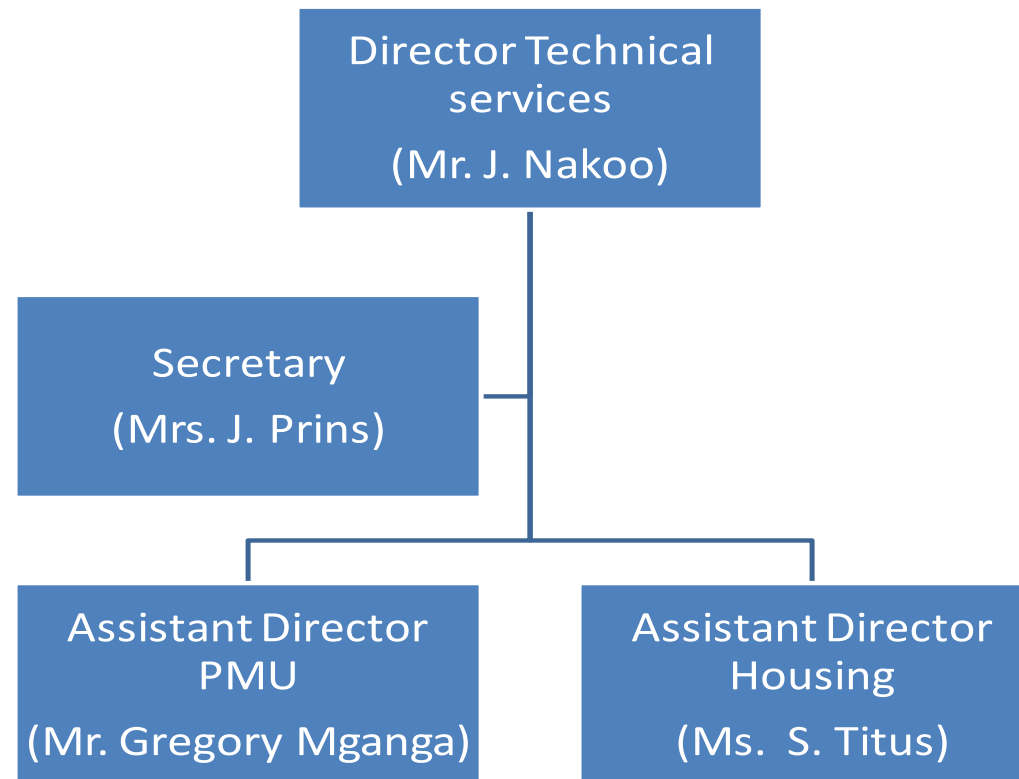 Director Technical
services
(Mr. J. Nakoo)
Secretary
(Mrs. J. Prins)
Assistant Director
PMU
(Mr. Gregory Mganga)
Assistant Director
Housing
(Ms. S. Titus)